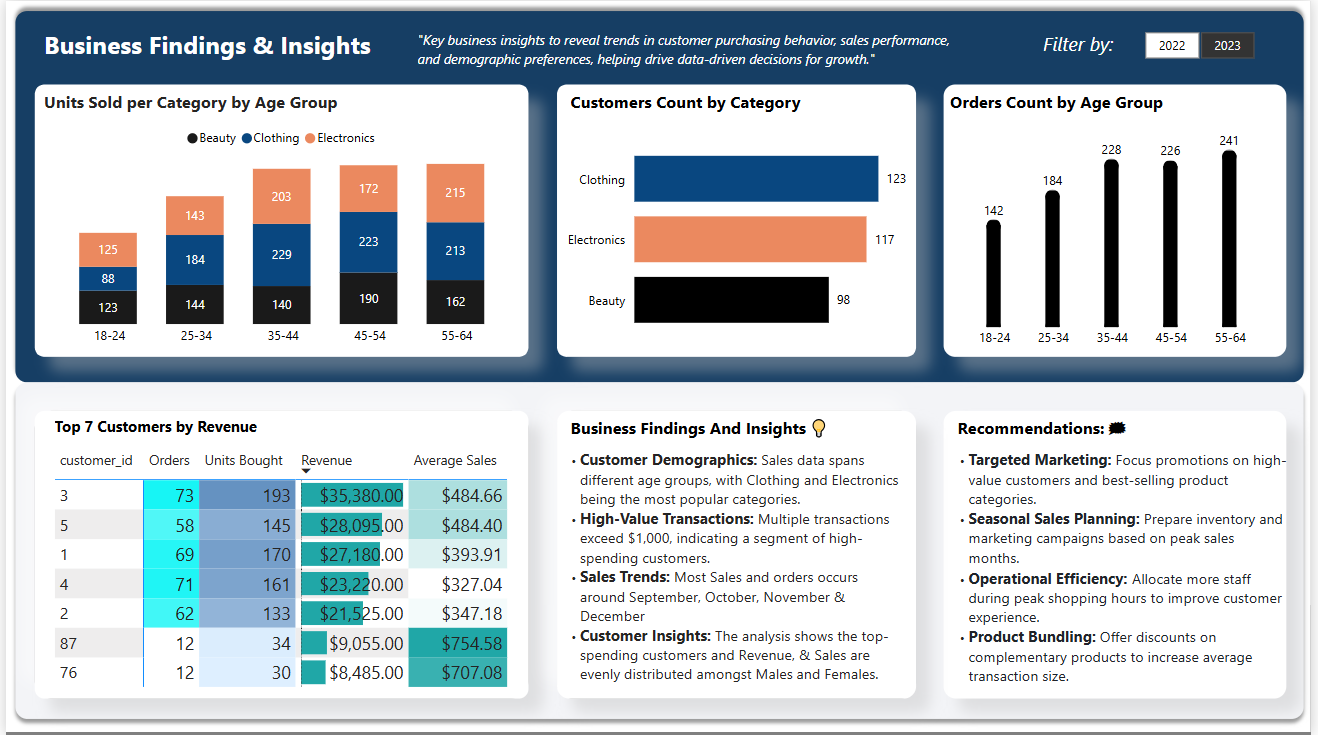 Business Findings & Insights
"Key business insights to reveal trends in customer purchasing behavior, sales performance,
and demographic preferences, helping drive data-driven decisions for growth."
Filter by:
2022
2023
Units Sold per Category by Age Group
Beauty Clothing Electronics
125
88
123
143
184
144
203
229
140
172
223
190
215
213
162
18-24 25-34 35-44 45-54 55-64
Customers Count by Category
Clothing 123
Electronics 117
Beauty 98
Orders Count by Age Group
142 184 228 226 241
18-24 25-34 35-44 45-54 55-64
Top 7 Customers by Revenue
customer_id Orders Units Bought Revenue Average Sales
3 73 193 $35,380.00 $484.66
5 58 145 $28,095.00 $484.40
1 69 170 $27,180.00 $393.91
4 71 161 $23,220.00 $327.04
2 62 133 $21,525.00 $347.18
87 12 34 $9,055.00 $754.58
76 12 30 $8,485.00 $707.08
Business Findings And Insights 💡
• Customer Demographics: Sales data spans
different age groups, with Clothing and Electronics
being the most popular categories.
• High-Value Transactions: Multiple transactions
exceed $1,000, indicating a segment of high-
spending customers.
• Sales Trends: Most Sales and orders occurs
around September, October, November &
December
• Customer Insights: The analysis shows the top-
spending customers and Revenue, & Sales are
evenly distributed amongst Males and Females.
Recommendations:
• Targeted Marketing: Focus promotions on high-
value customers and best-selling product
categories.
• Seasonal Sales Planning: Prepare inventory and
marketing campaigns based on peak sales
months.
• Operational Efficiency: Allocate more staff
during peak shopping hours to improve customer
experience.
• Product Bundling: Offer discounts on
complementary products to increase average
transaction size.